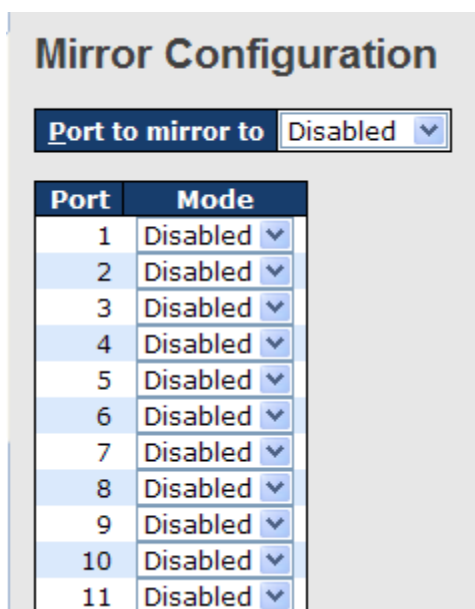 Mirror Configuration
Port to mirror to Disabled
Port Mode
1 Disabled
2 Disabled
3 Disabled
4 Disabled
5 Disabled
6 Disabled
7 Disabled
8 Disabled
9 Disabled
10 Disabled
11 Disabled